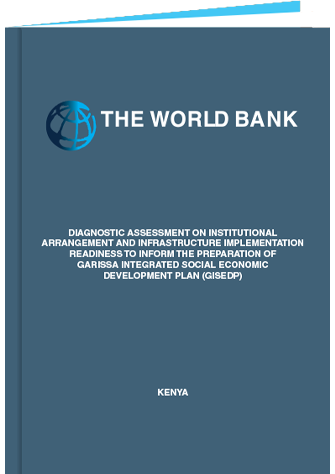 THE WORLD BANK
DIAGNOSTIC ASSESSMENT ON INSTITUTIONAL
ARRANGEMENT AND INFRASTRUCTURE IMPLEMENTATION
READINESS TO INFORM THE PREPARATION OF
GARISSA INTEGRATED SOCIAL ECONOMIC
DEVELOPMENT PLAN (GISEDP)
KENYA